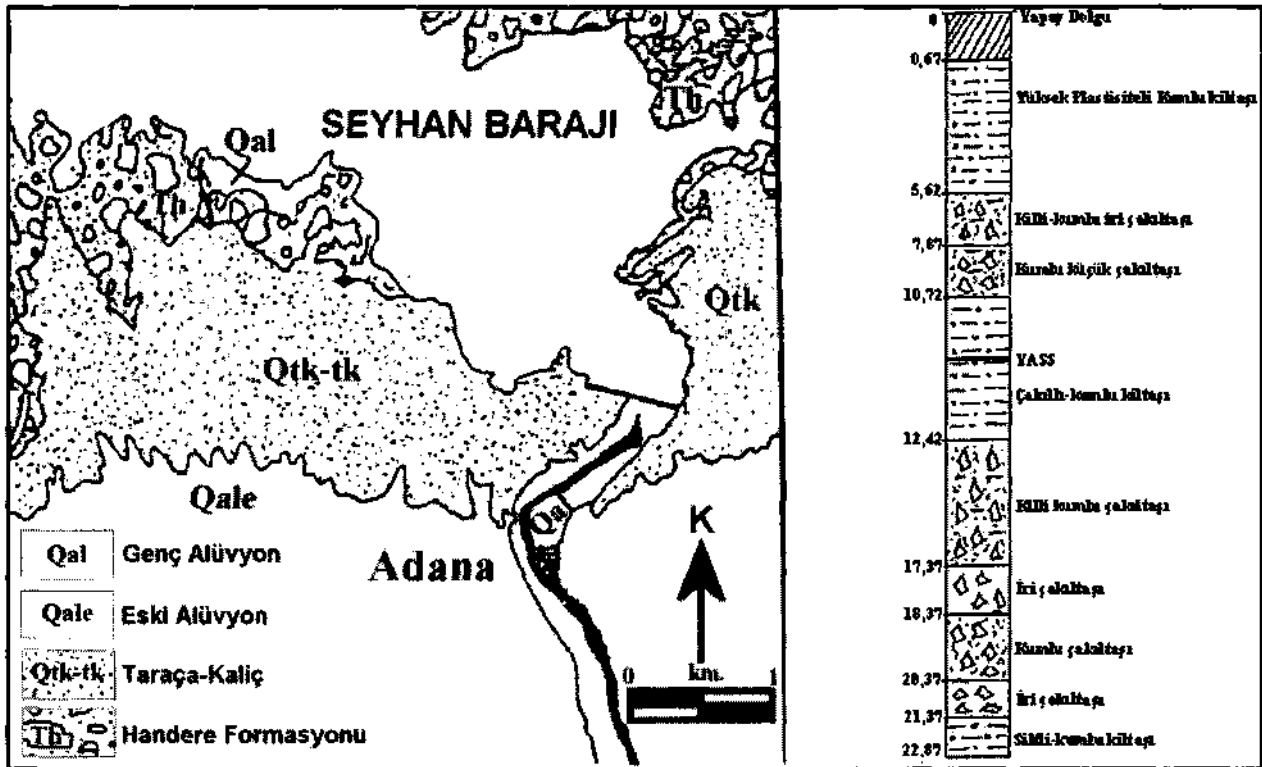 Qal
SEYHAN BARAJI
Th
Th
Qtk
Qtk-tk
Qale
Adana
Qa
K
0 km. 1
Qal Genç Alüvyon
Qale Eski Alüvyon
Qtk-tk Taraça-Kaliç
Th Handere Formasyonu
0
Yapay Dolgu
0,67
Yüksek Plastisiteli Kumlu kiltaşı
5,62
Killi-kumlu iri çakıltaşı
7,67
Kumlu küçük çakıltaşı
10,72
YASS
Çakıllı-kumlu kiltaşı
12,42
Killi kumlu çakıltaşı
17,37
İri çakıltaşı
18,37
Kumlu çakıltaşı
20,37
İri çakıltaşı
21,37
Siltli-kumlu kiltaşı
22,87